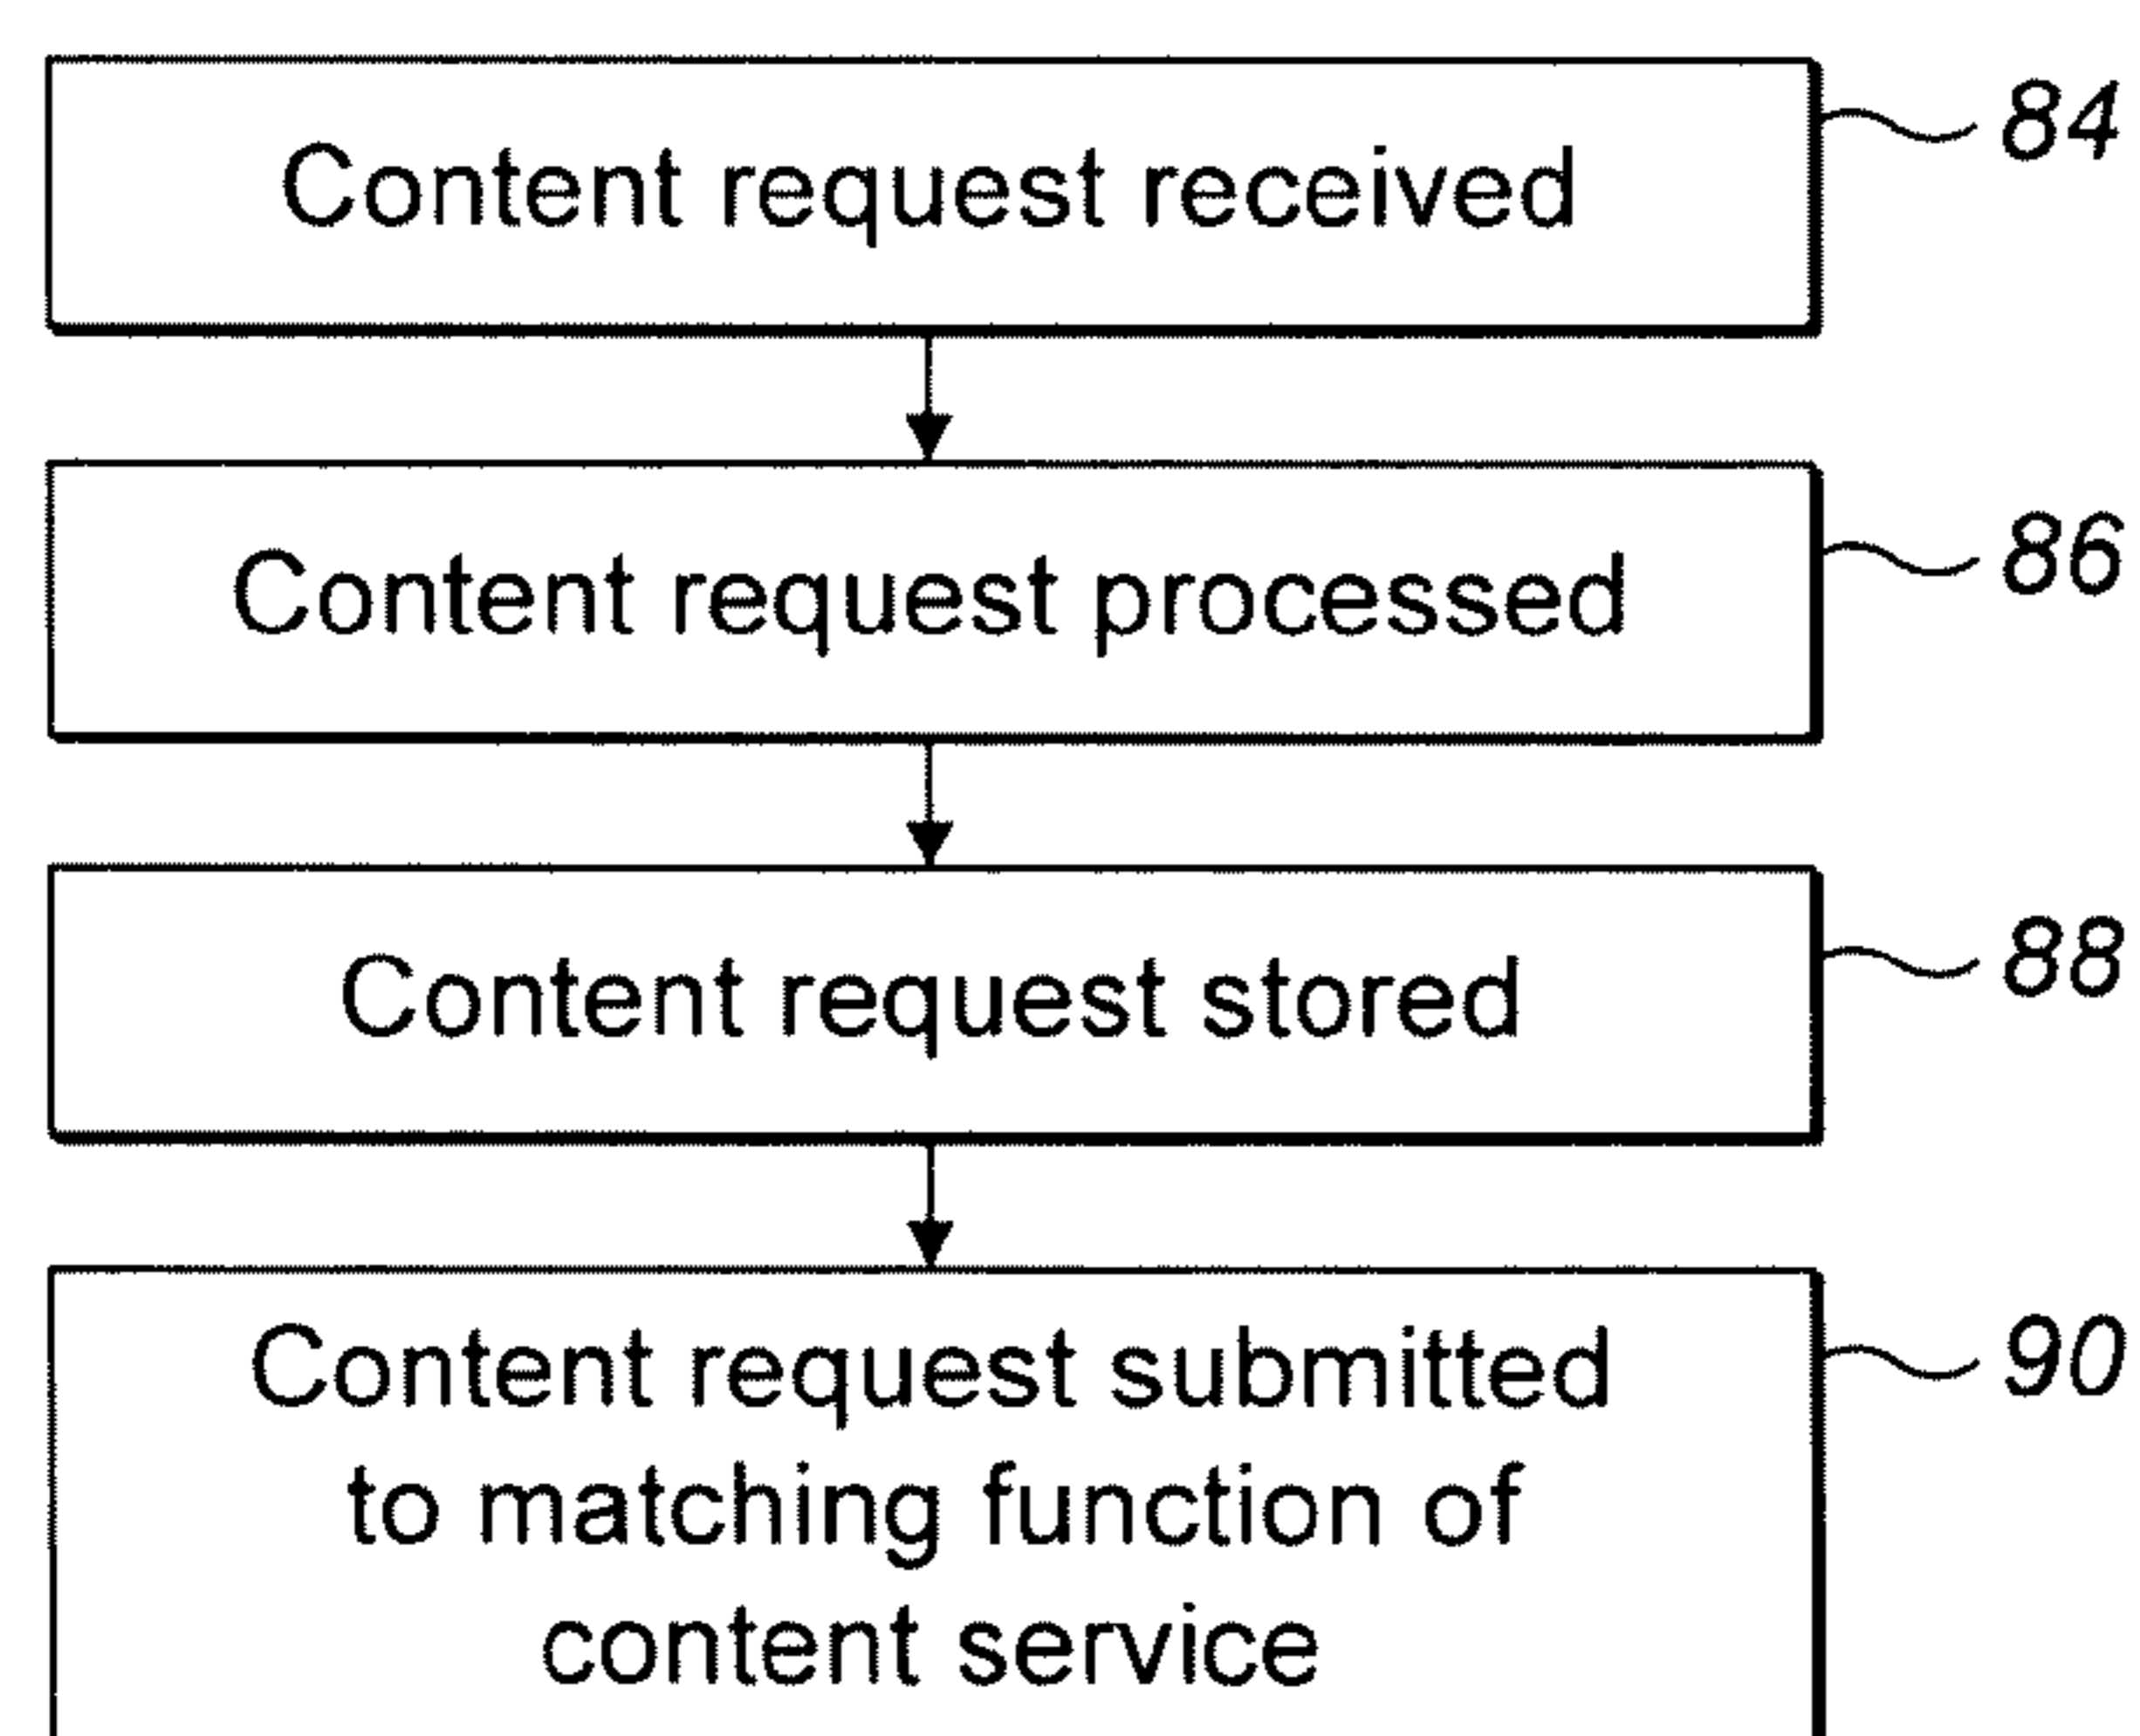 Content request received
84
Content request processed
86
Content request stored
88
Content request submitted
90
to matching function of
content service